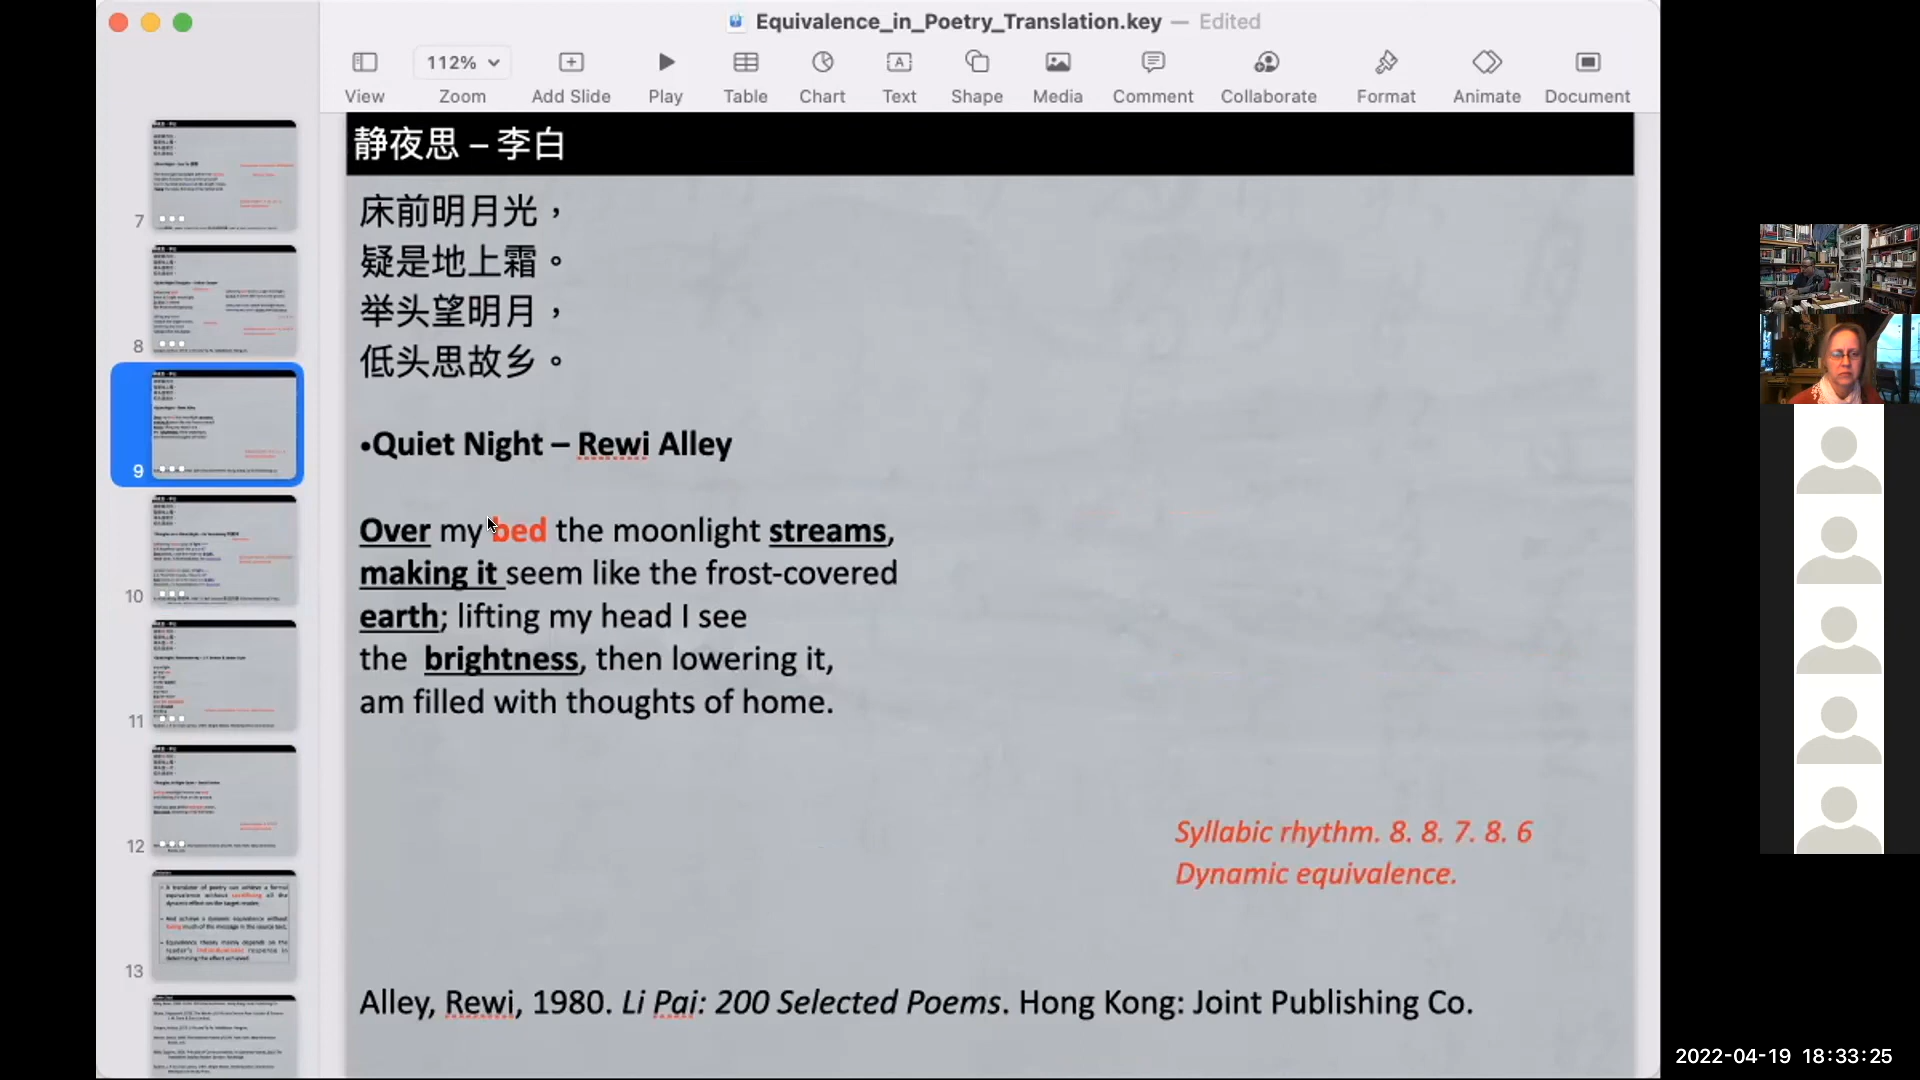 Equivalence_in_Poetry_Translation.key — Edited
112%
View
Zoom
Add Slide
Play
Table
Chart
Text
Shape
Media
Comment
Collaborate
Format
Animate
Document
静夜思 – 李白
床前明月光，
疑是地上霜。
举头望明月，
低头思故乡。
•Quiet Night – Rewi Alley
Over my bed the moonlight streams,
making it seem like the frost-covered
earth; lifting my head I see
the brightness, then lowering it,
am filled with thoughts of home.
Syllabic rhythm. 8. 8. 7. 8. 6
Dynamic equivalence.
Alley, Rewi, 1980. Li Pai: 200 Selected Poems. Hong Kong: Joint Publishing Co.
7
8
9
10
11
12
13
2022-04-19 18:33:25